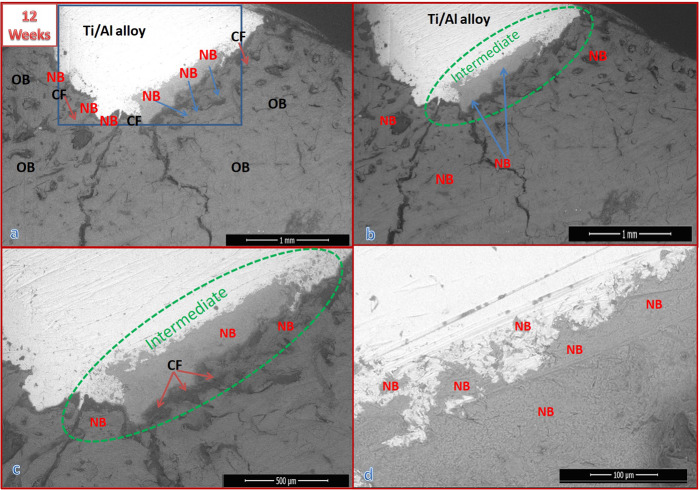 12
Weeks
Ti/Al alloy
CF
OB
NB
NB
NB
CF
NB
NB
NB
CF
OB
OB
OB
1 mm
a
Ti/Al alloy
Intermediate
NB
NB
NB
NB
1 mm
b
Intermediate
NB
NB
CF
NB
500 µm
c
NB
NB
NB
NB
NB
NB
100 µm
d